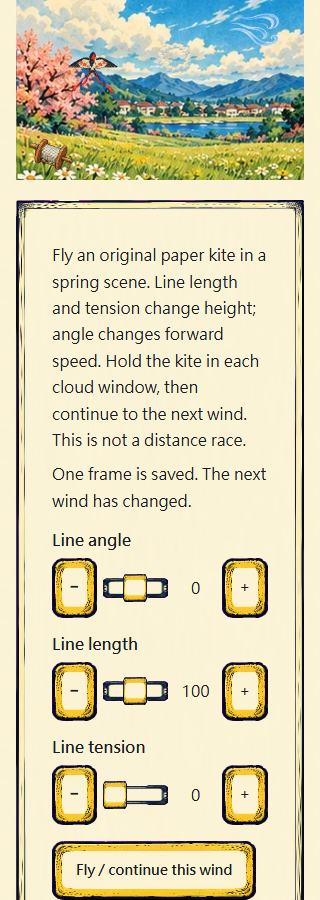 Fly an original paper kite in a
spring scene. Line length
and tension change height;
angle changes forward
speed. Hold the kite in each
cloud window, then
continue to the next wind.
This is not a distance race.
One frame is saved. The next
wind has changed.
Line angle
− 0 +
Line length
− 100 +
Line tension
− 0 +
Fly / continue this wind